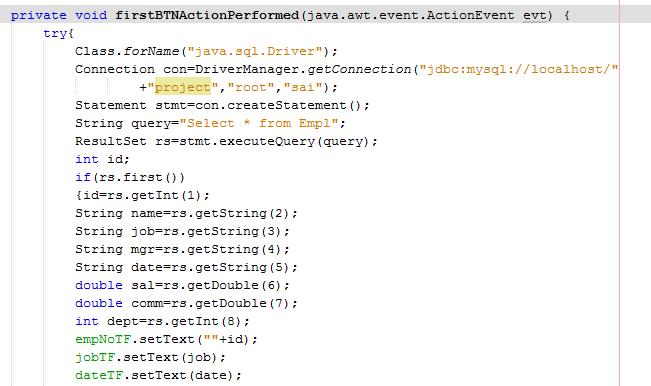 private void firstBTNActionPerformed(java.awt.event.ActionEvent evt) {
try{
Class.forName("java.sql.Driver");
Connection con=DriverManager.getConnection("jdbc:mysql://localhost/"
+"project","root","sai");
Statement stmt=con.createStatement();
String query="Select * from Empl";
ResultSet rs=stmt.executeQuery(query);
int id;
if(rs.first())
{id=rs.getInt(1);
String name=rs.getString(2);
String job=rs.getString(3);
String mgr=rs.getString(4);
String date=rs.getString(5);
double sal=rs.getDouble(6);
double comm=rs.getDouble(7);
int dept=rs.getInt(8);
empNoTF.setText(""+id);
jobTF.setText(job);
dateTF.setText(date);